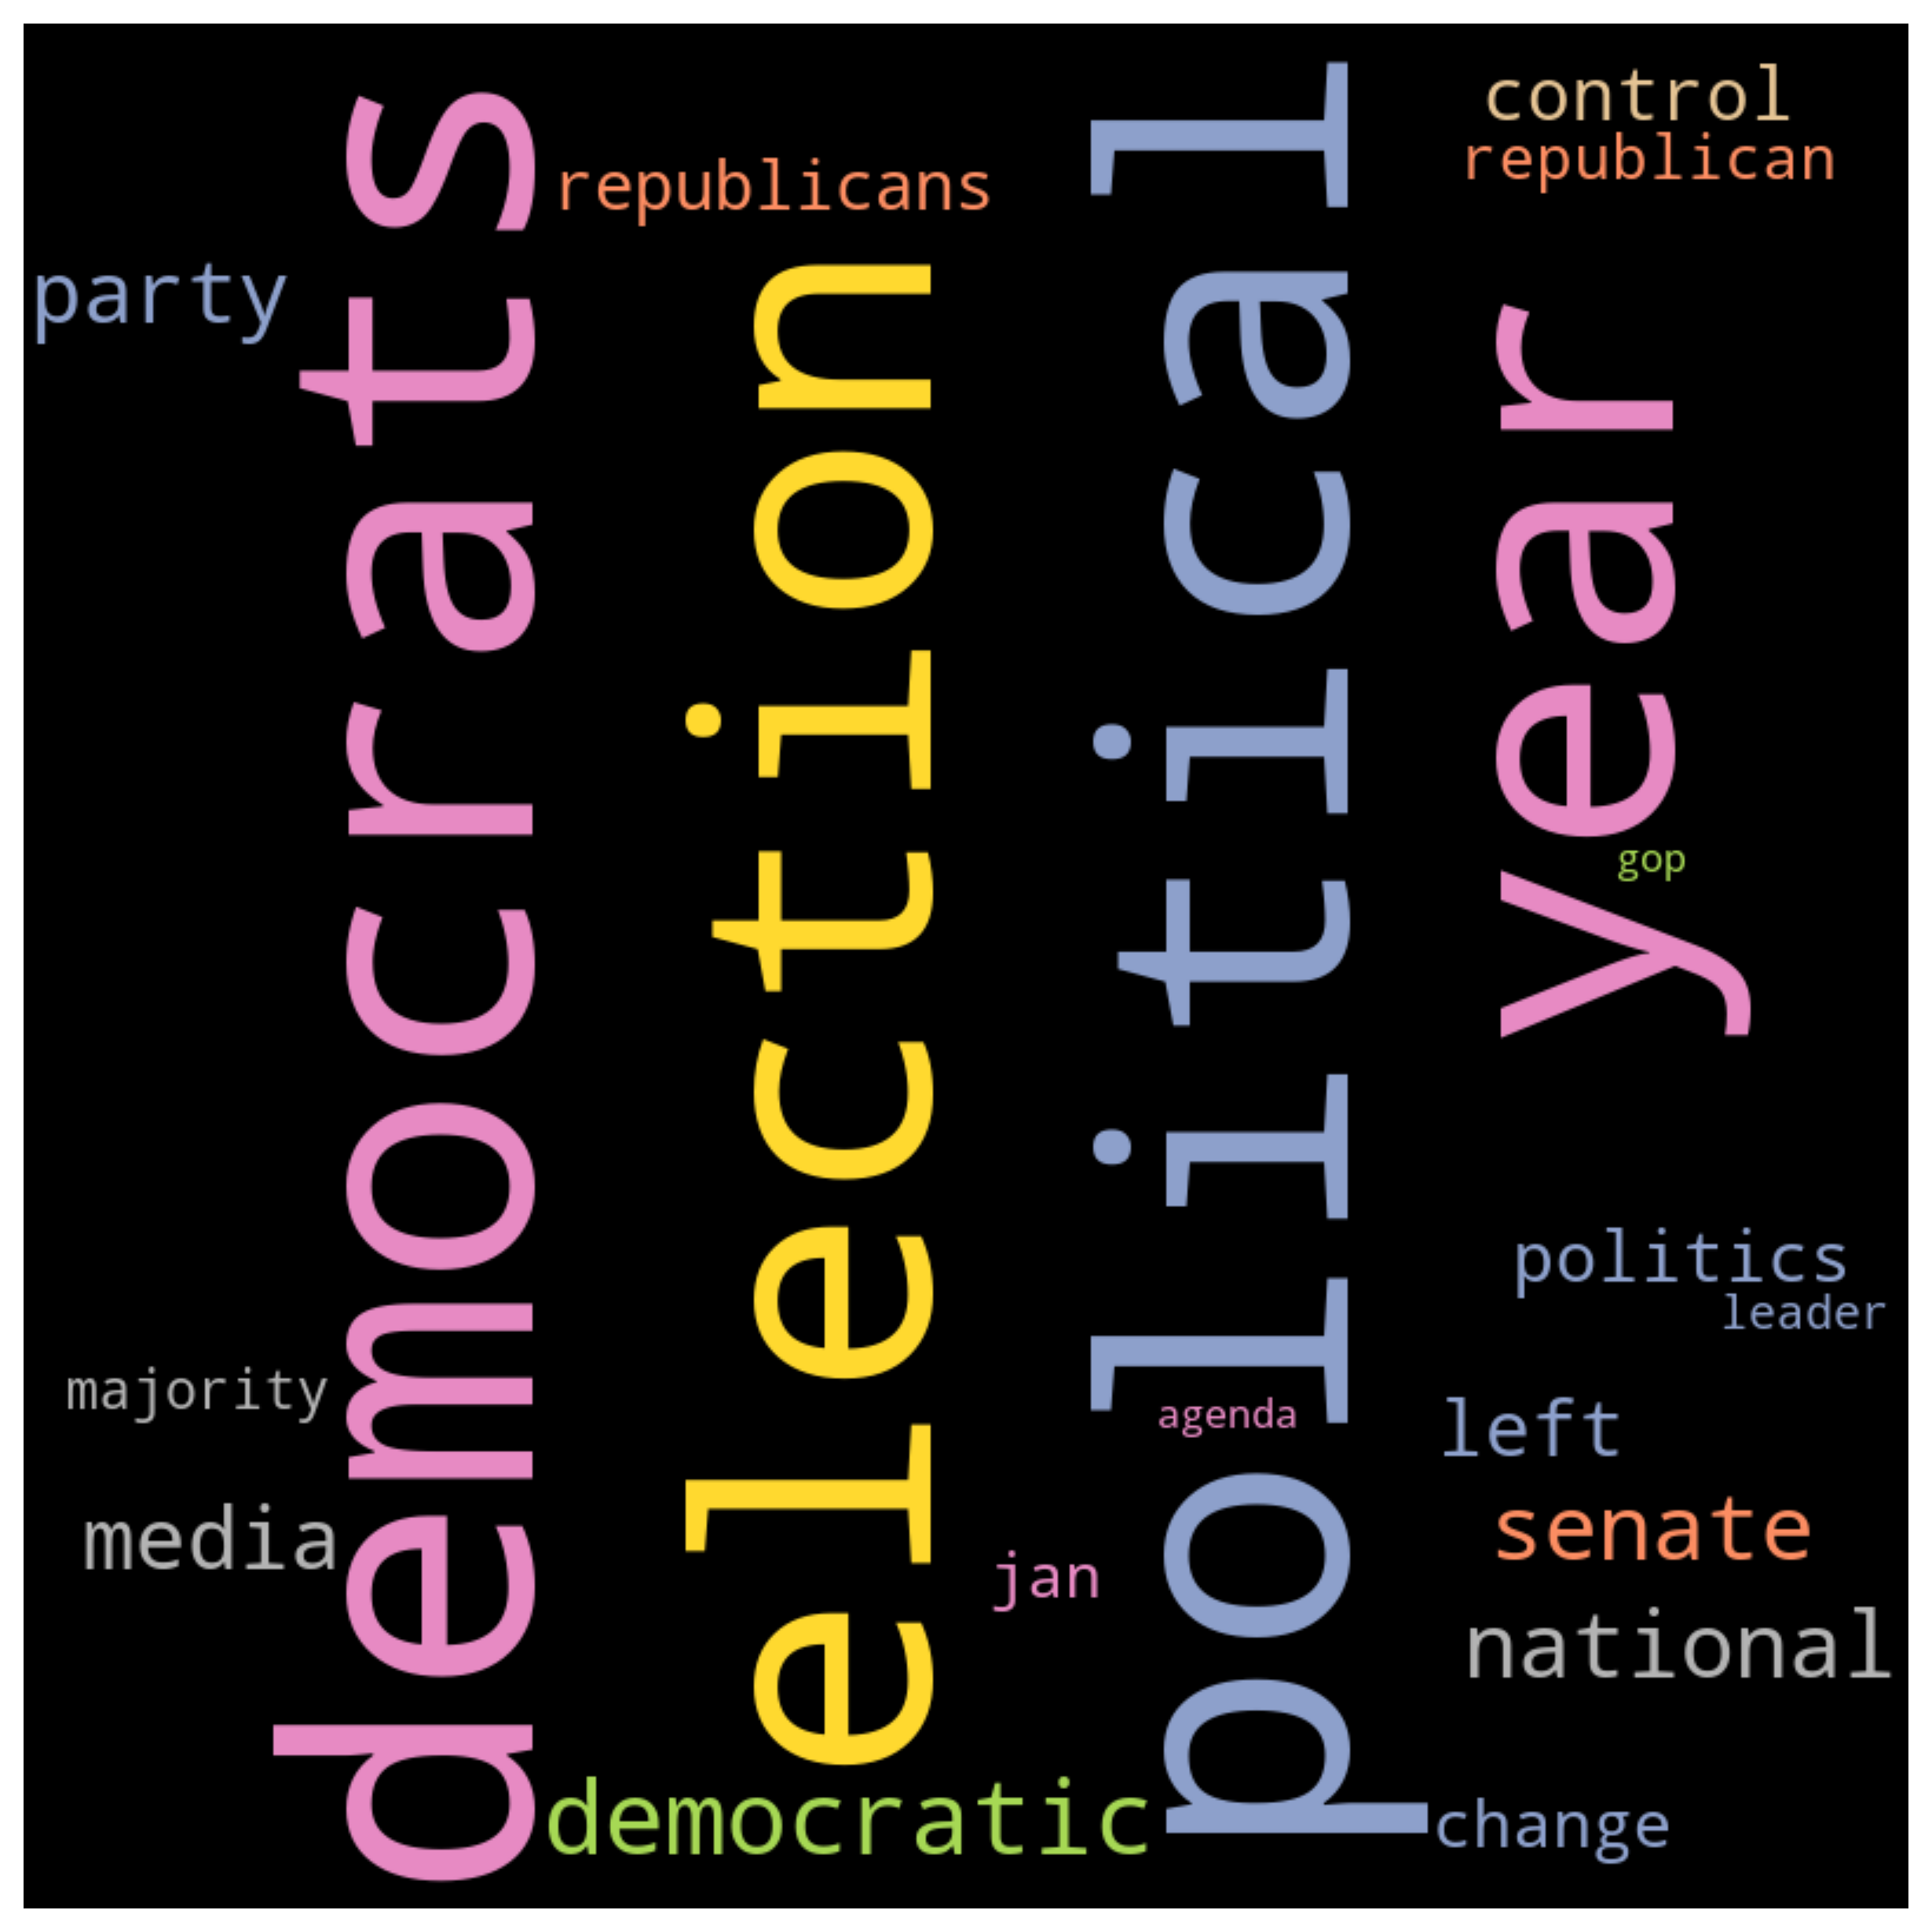 control
republican
republicans
party
democrats
election
political
year
gop
politics
leader
majority
agenda
left
media
senate
jan
national
democratic
change